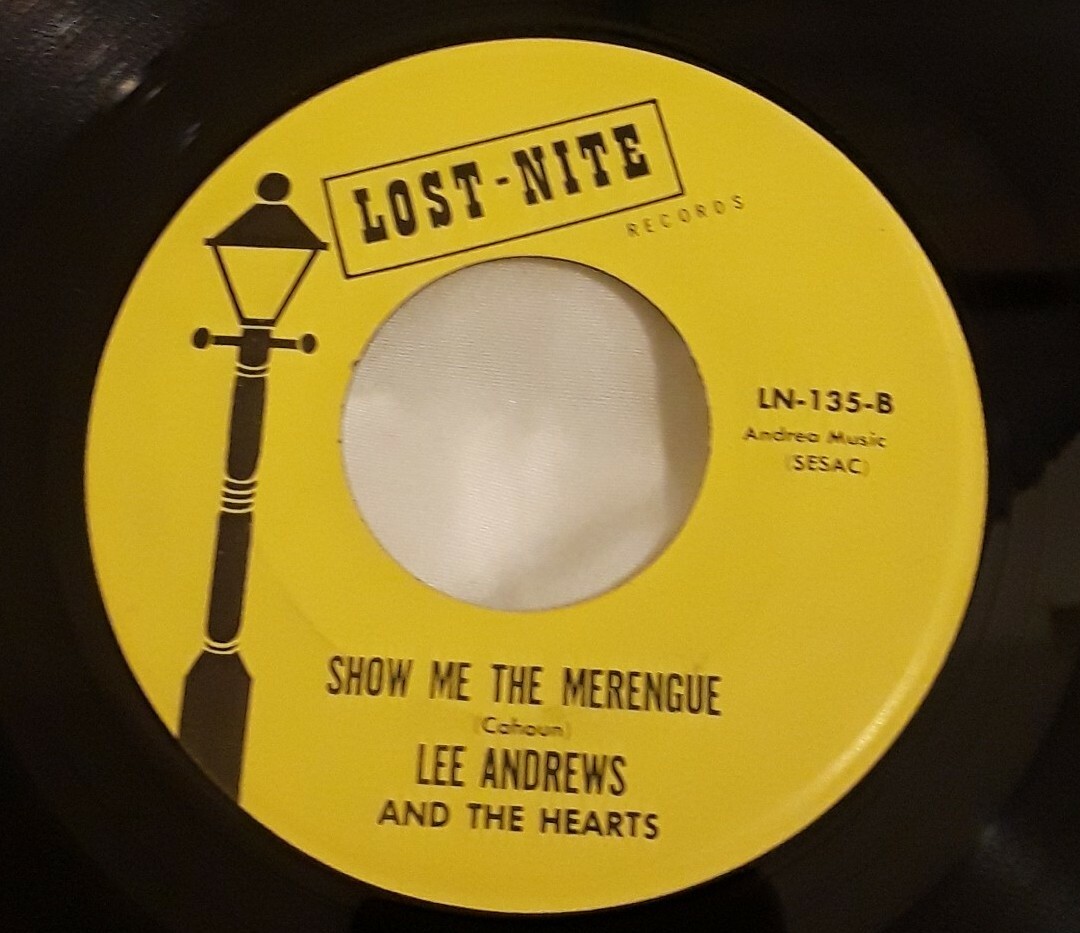 LOST-NITE
RECORDS
LN-135-B
Andrea Music
(SESAC)
SHOW ME THE MERENGUE
(Cahoun)
LEE ANDREWS
AND THE HEARTS